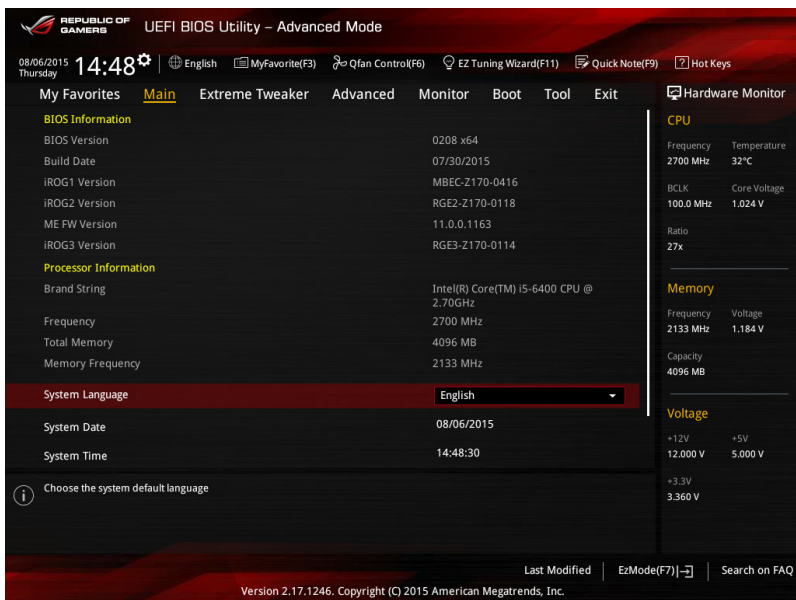 REPUBLIC OF
GAMERS
UEFI BIOS Utility – Advanced Mode
08/06/2015
Thursday
14:48
English
MyFavorite(F3)
Qfan Control(F6)
EZ Tuning Wizard(F11)
Quick Note(F9)
? Hot Keys
My Favorites Main Extreme Tweaker Advanced Monitor Boot Tool Exit
BIOS Information
BIOS Version 0208 x64
Build Date 07/30/2015
iROG1 Version MBEC-Z170-0416
iROG2 Version RGE2-Z170-0118
ME FW Version 11.0.0.1163
iROG3 Version RGE3-Z170-0114
Processor Information
Brand String Intel(R) Core(TM) i5-6400 CPU @
2.70GHz
Frequency 2700 MHz
Total Memory 4096 MB
Memory Frequency 2133 MHz
System Language English
System Date 08/06/2015
System Time 14:48:30
i Choose the system default language
Hardware Monitor
CPU
Frequency Temperature
2700 MHz 32°C
BCLK Core Voltage
100.0 MHz 1.024 V
Ratio
27x
Memory
Frequency Voltage
2133 MHz 1.184 V
Capacity
4096 MB
Voltage
+12V +5V
12.000 V 5.000 V
+3.3V
3.360 V
Last Modified EzMode(F7) Search on FAQ
Version 2.17.1246. Copyright (C) 2015 American Megatrends, Inc.